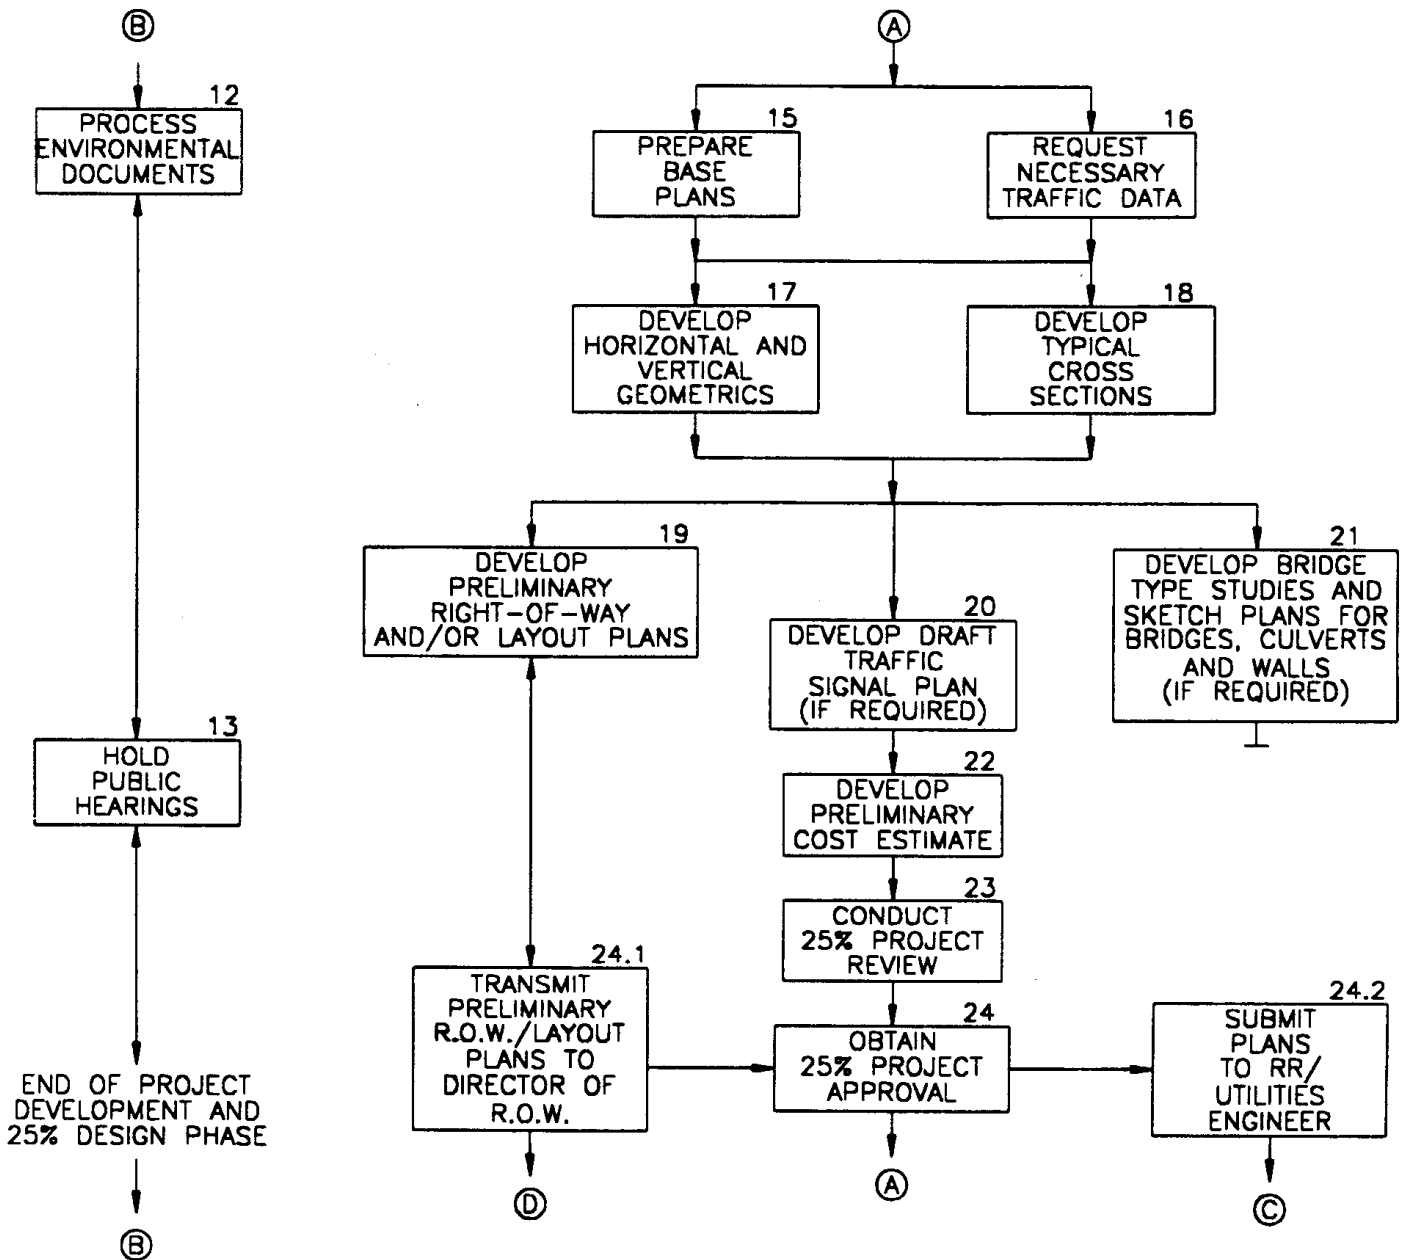 B
12
PROCESS
ENVIRONMENTAL
DOCUMENTS
13
HOLD
PUBLIC
HEARINGS
END OF PROJECT
DEVELOPMENT AND
25% DESIGN PHASE
B
A
15
PREPARE
BASE
PLANS
16
REQUEST
NECESSARY
TRAFFIC DATA
17
DEVELOP
HORIZONTAL AND
VERTICAL
GEOMETRICS
18
DEVELOP
TYPICAL
CROSS
SECTIONS
19
DEVELOP
PRELIMINARY
RIGHT-OF-WAY
AND/OR LAYOUT PLANS
20
DEVELOP DRAFT
TRAFFIC
SIGNAL PLAN
(IF REQUIRED)
21
DEVELOP BRIDGE
TYPE STUDIES AND
SKETCH PLANS FOR
BRIDGES, CULVERTS
AND WALLS
(IF REQUIRED)
22
DEVELOP
PRELIMINARY
COST ESTIMATE
23
CONDUCT
25% PROJECT
REVIEW
24.1
TRANSMIT
PRELIMINARY
R.O.W./LAYOUT
PLANS TO
DIRECTOR OF
R.O.W.
24
OBTAIN
25% PROJECT
APPROVAL
24.2
SUBMIT
PLANS
TO RR/
UTILITIES
ENGINEER
D
A
C